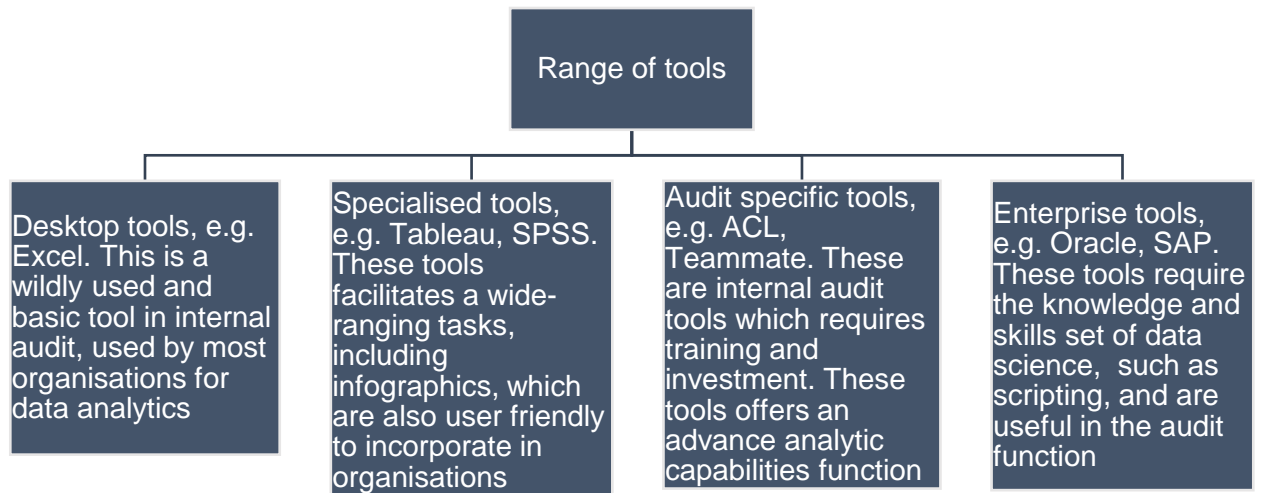 Range of tools
Desktop tools, e.g.
Excel. This is a
wildly used and
basic tool in internal
audit, used by most
organisations for
data analytics
Specialised tools,
e.g. Tableau, SPSS.
These tools
facilitates a wide-
ranging tasks,
including
infographics, which
are also user friendly
to incorporate in
organisations
Audit specific tools,
e.g. ACL,
Teammate. These
are internal audit
tools which requires
training and
investment. These
tools offers an
advance analytic
capabilities function
Enterprise tools,
e.g. Oracle, SAP.
These tools require
the knowledge and
skills set of data
science,  such as
scripting, and are
useful in the audit
function